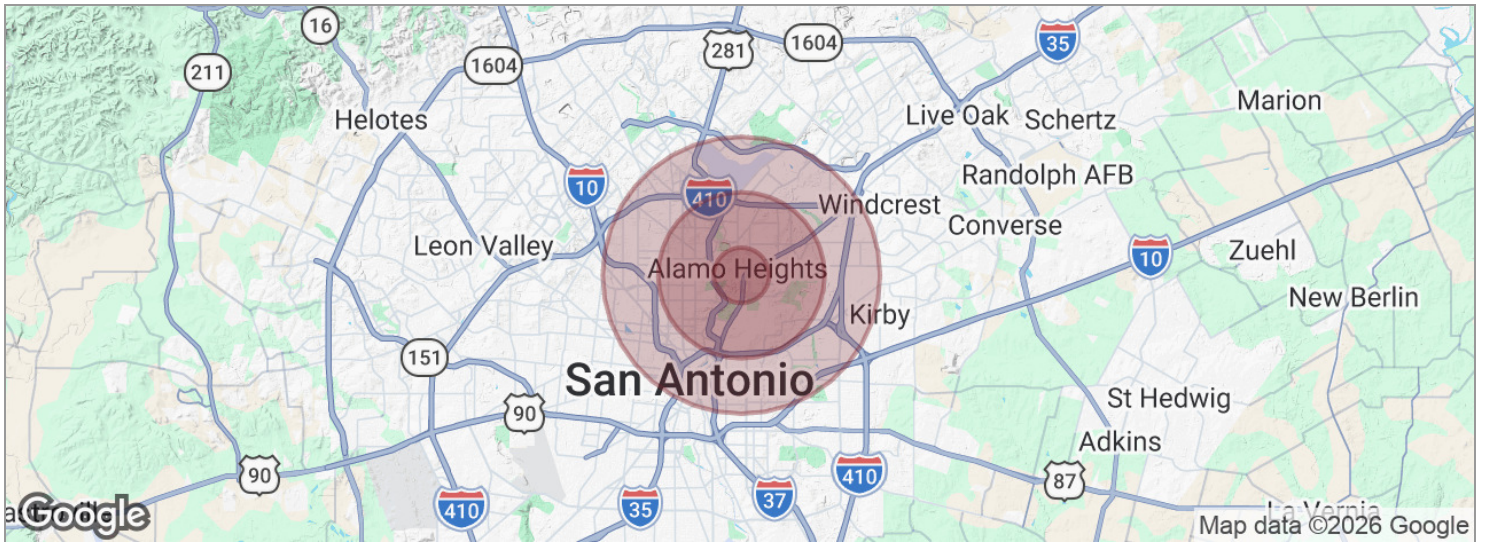 16
281
1604
35
211
1604
Marion
Live Oak
Schertz
Helotes
10
410
Randolph AFB
Windcrest
Converse
Leon Valley
Zuehl
10
Alamo Heights
New Berlin
Kirby
151
San Antonio
St Hedwig
90
Adkins
90
410
87
410
35
37
La Vernia
Google
Map data ©2026 Google